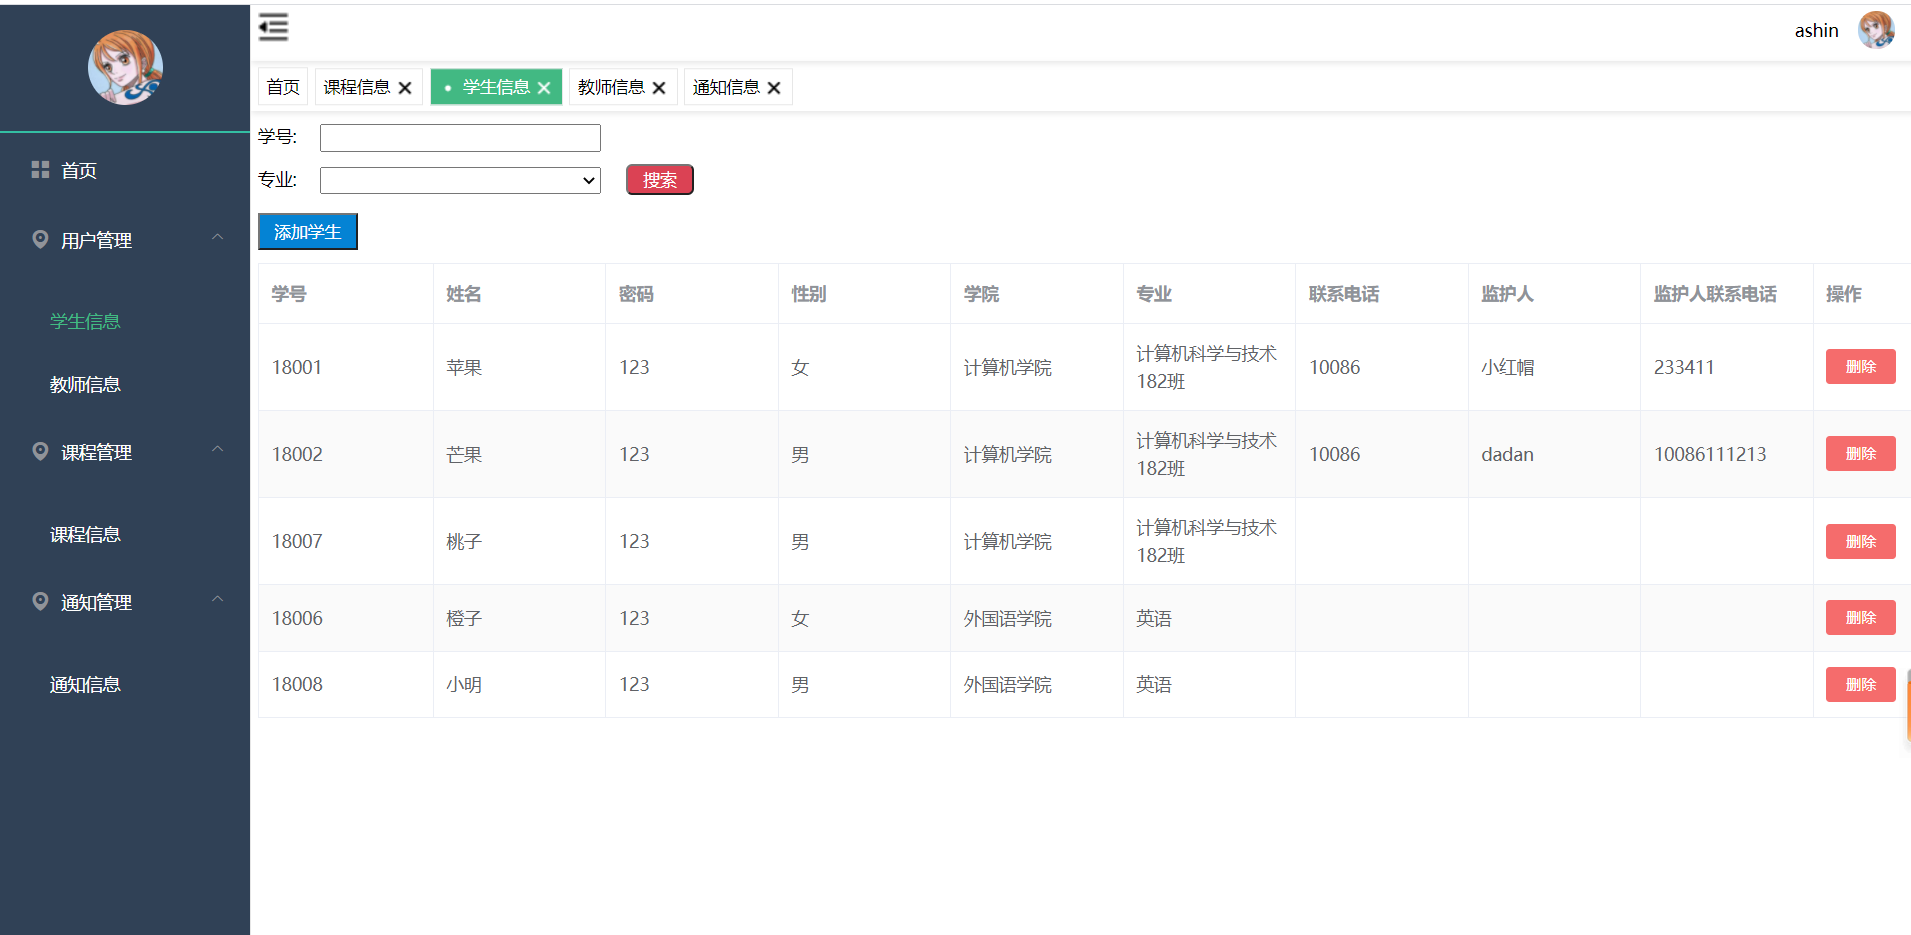 ashin
首页
用户管理
学生信息
教师信息
课程管理
课程信息
通知管理
通知信息
首页 课程信息 学生信息 教师信息 通知信息
学号:
专业: 搜索
添加学生
学号 姓名 密码 性别 学院 专业 联系电话 监护人 监护人联系电话 操作
18001 苹果 123 女 计算机学院 计算机科学与技术 10086 小红帽 233411 删除
182班
18002 芒果 123 男 计算机学院 计算机科学与技术 10086 dadan 10086111213 删除
182班
18007 桃子 123 男 计算机学院 计算机科学与技术 删除
182班
18006 橙子 123 女 外国语学院 英语 删除
18008 小明 123 男 外国语学院 英语 删除